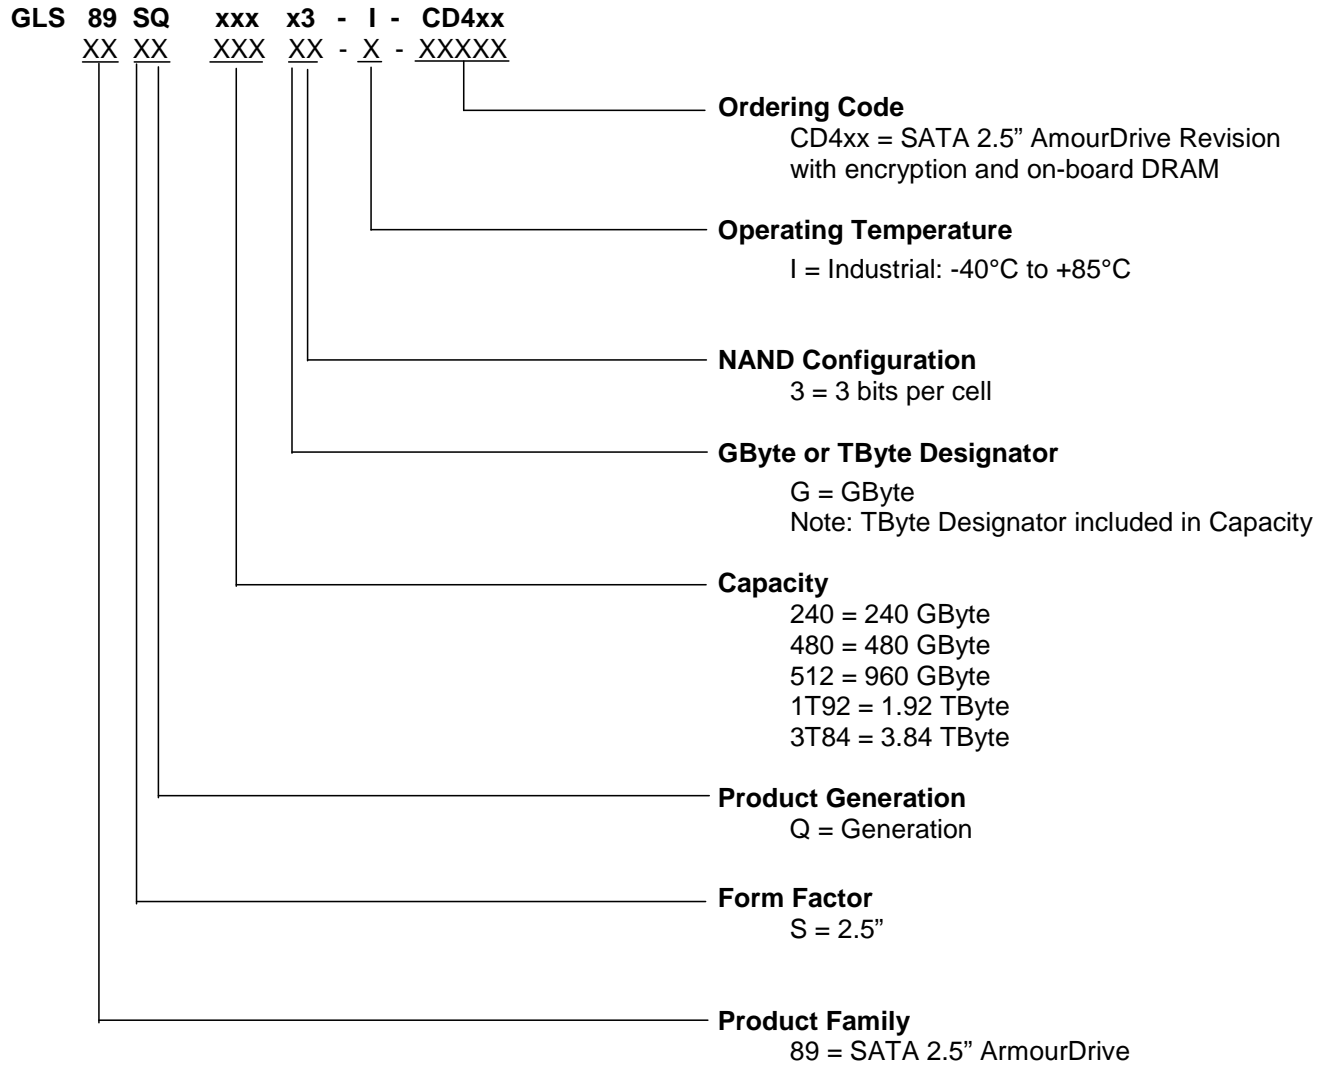 GLS 89 SQ xxx x3 - I - CD4xx
XX XX XXX XX - X - XXXXX
Ordering Code
CD4xx = SATA 2.5” AmourDrive Revision
with encryption and on-board DRAM
Operating Temperature
I = Industrial: -40°C to +85°C
NAND Configuration
3 = 3 bits per cell
GByte or TByte Designator
G = GByte
Note: TByte Designator included in Capacity
Capacity
240 = 240 GByte
480 = 480 GByte
512 = 960 GByte
1T92 = 1.92 TByte
3T84 = 3.84 TByte
Product Generation
Q = Generation
Form Factor
S = 2.5”
Product Family
89 = SATA 2.5” ArmourDrive